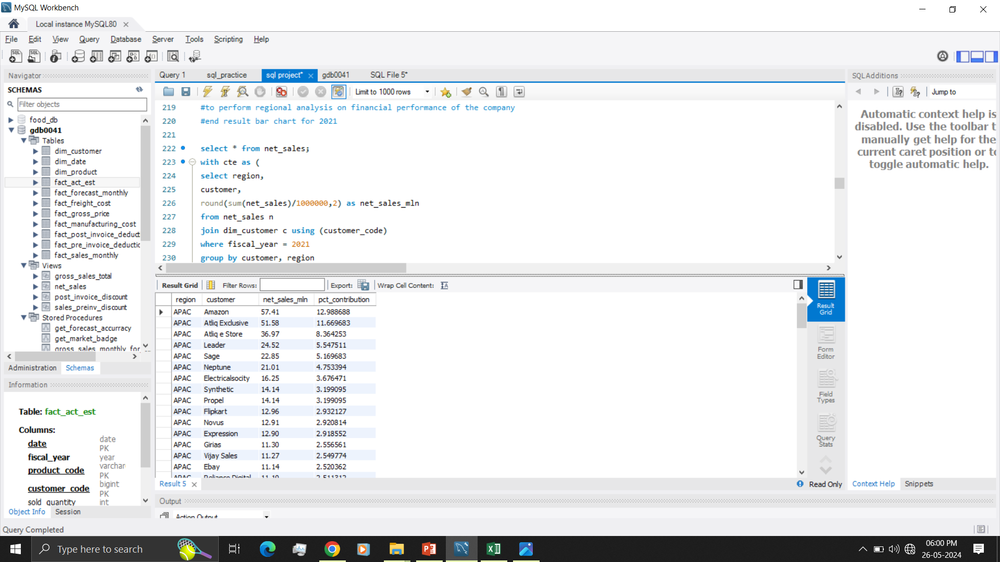 MySQL Workbench
Local instance MySQL80
File Edit View Query Database Server Tools Scripting Help
Navigator
SCHEMAS
Filter objects
food_db
gdb0041
Tables
dim_customer
dim_date
dim_product
fact_act_est
fact_forecast_monthly
fact_freight_cost
fact_gross_price
fact_manufacturing_cost
fact_post_invoice_deduct
fact_pre_invoice_deductic
fact_sales_monthly
Views
gross_sales_total
net_sales
post_invoice_discount
sales_preinv_discount
Stored Procedures
get_forecast_accurracy
get_market_badge
gross_sales_monthly_for
Administration Schemas
Information
Table: fact_act_est
Columns:
date date PK
fiscal_year year
product_code varchar PK
customer_code bigint PK
sold_quantity int
Object Info Session
Query Completed
Query 1 sql_practice sql project* gdb0041 SQL File 5*
Limit to 1000 rows
219 #to perform regional analysis on financial performance of the company
220 #end result bar chart for 2021
221
222 select * from net_sales;
223 with cte as (
224 select region,
225 customer,
226 round(sum(net_sales)/1000000,2) as net_sales_mln
227 from net_sales n
228 join dim_customer c using (customer_code)
229 where fiscal_year = 2021
230 group by customer, region
Result Grid Filter Rows: Export: Wrap Cell Content:
region customer net_sales_mln pct_contribution
APAC Amazon 57.41 12.988688
APAC Atliq Exclusive 51.58 11.669683
APAC Atliq e Store 36.97 8.364253
APAC Leader 24.52 5.547511
APAC Sage 22.85 5.169683
APAC Neptune 21.01 4.753394
APAC Electricalsocity 16.25 3.676471
APAC Synthetic 14.14 3.199095
APAC Propel 14.14 3.199095
APAC Flipkart 12.96 2.932127
APAC Novus 12.91 2.920814
APAC Expression 12.90 2.918552
APAC Girias 11.30 2.556561
APAC Vijay Sales 11.27 2.549774
APAC Ebay 11.14 2.520362
APAC Reliance Digital 11.10 2.511312
Result Grid
Form Editor
Field Types
Query Stats
Result 5
Read Only
Output
Action Output
SQLAdditions
Jump to
Automatic context help is
disabled. Use the toolbar t
manually get help for the
current caret position or to
toggle automatic help.
Context Help Snippets
Type here to search
06:00 PM
26-05-2024